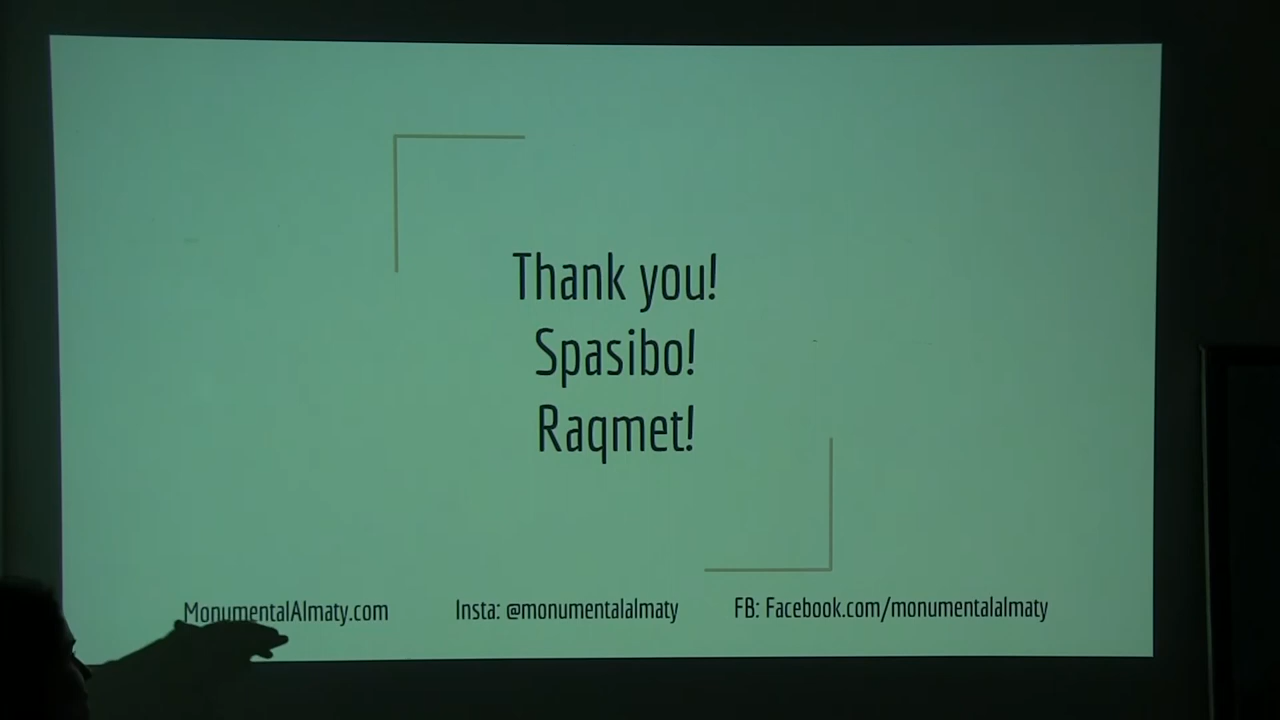 Thank you!
Spasibo!
Raqmet!
MonumentalAlmaty.com
Insta: @monumentalalmaty
FB: Facebook.com/monumentalalmaty